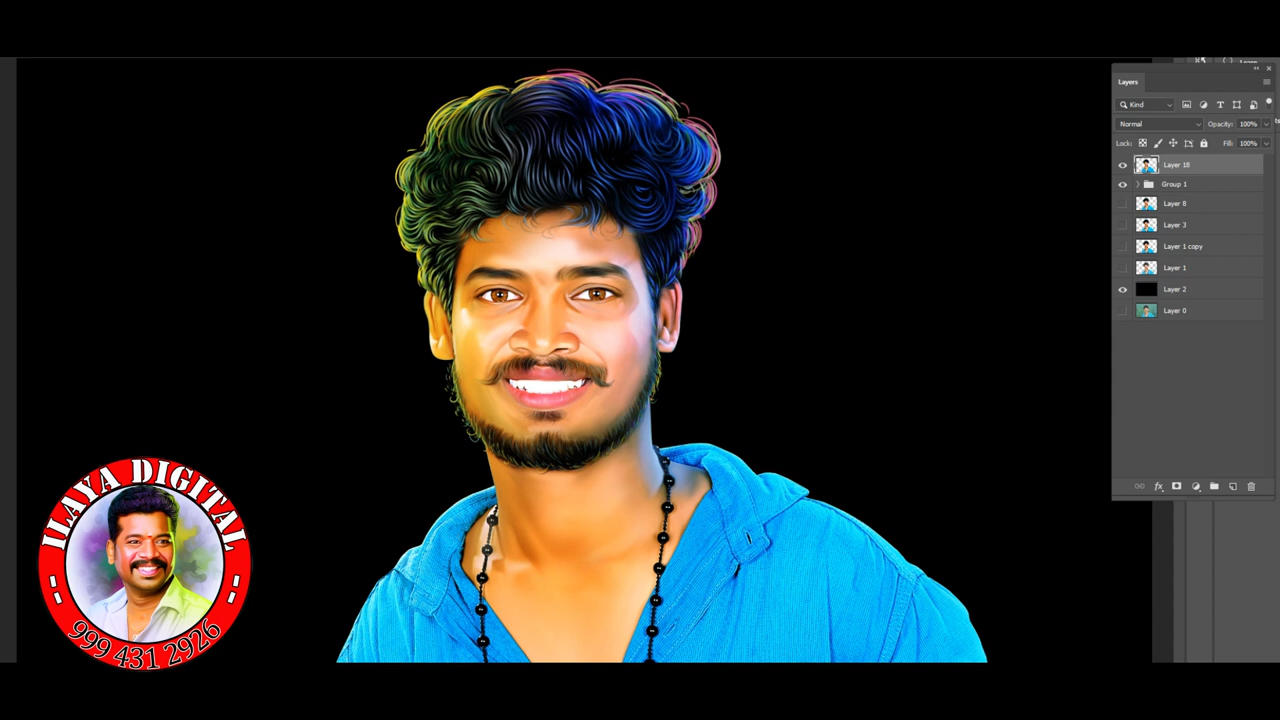 Layers
Kind
Normal
Opacity: 100%
Lock:
Fill: 100%
Layer 18
Group 1
Layer 8
Layer 3
Layer 1 copy
Layer 1
Layer 2
Layer 0
fx
ILAYA DIGITAL
999 431 2926